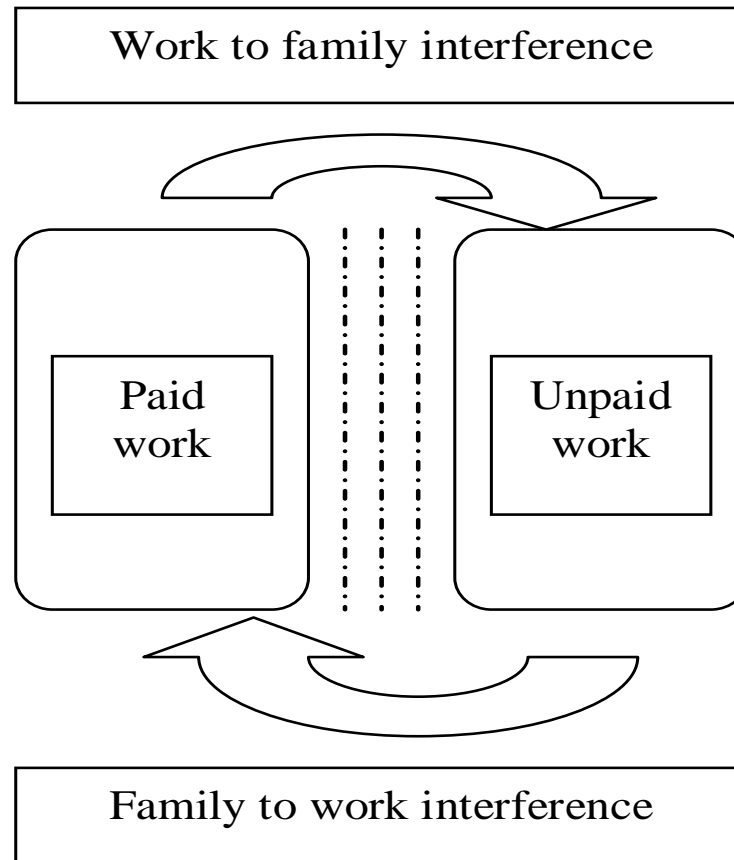 Work to family interference
Paid
work
Unpaid
work
Family to work interference